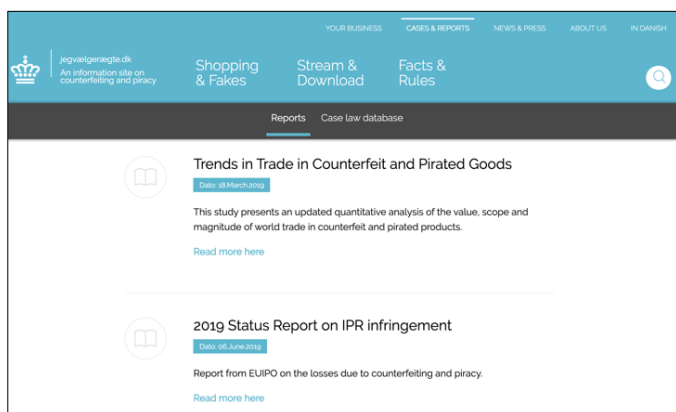 YOUR BUSINESS CASES & REPORTS NEWS & PRESS ABOUT US IN DANISH
jegvælgerægte.dk
An information site on
counterfeiting and piracy
Shopping
& Fakes
Stream &
Download
Facts &
Rules
Reports Case law database
Trends in Trade in Counterfeit and Pirated Goods
Dato: 18.March.2019
This study presents an updated quantitative analysis of the value, scope and
magnitude of world trade in counterfeit and pirated products.
Read more here
2019 Status Report on IPR infringement
Dato: 06.June.2019
Report from EUIPO on the losses due to counterfeiting and piracy.
Read more here